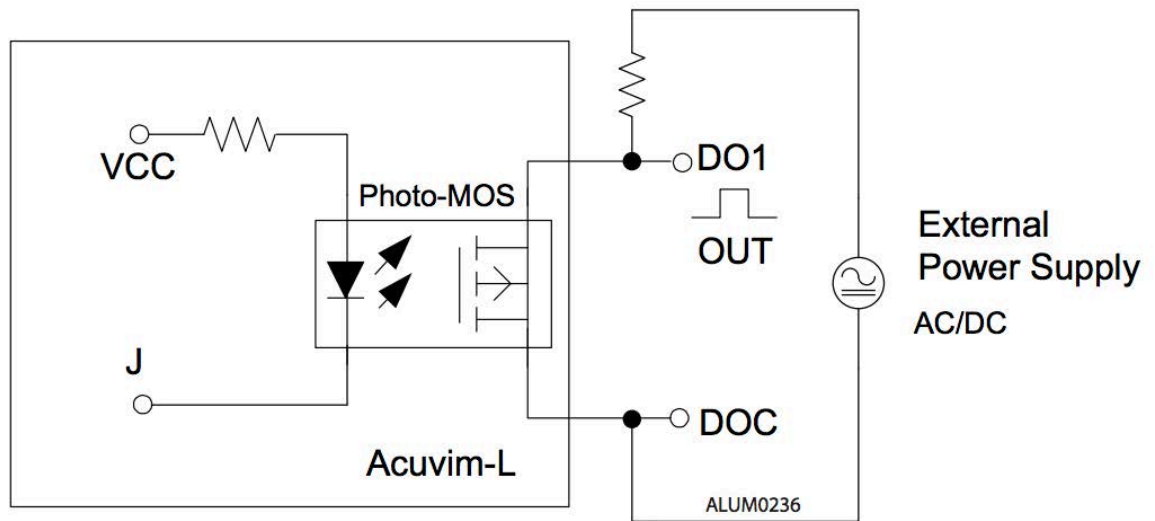 VCC
Photo-MOS
J
Acuvim-L
DO1
OUT
DOC
External
Power Supply
AC/DC
ALUM0236